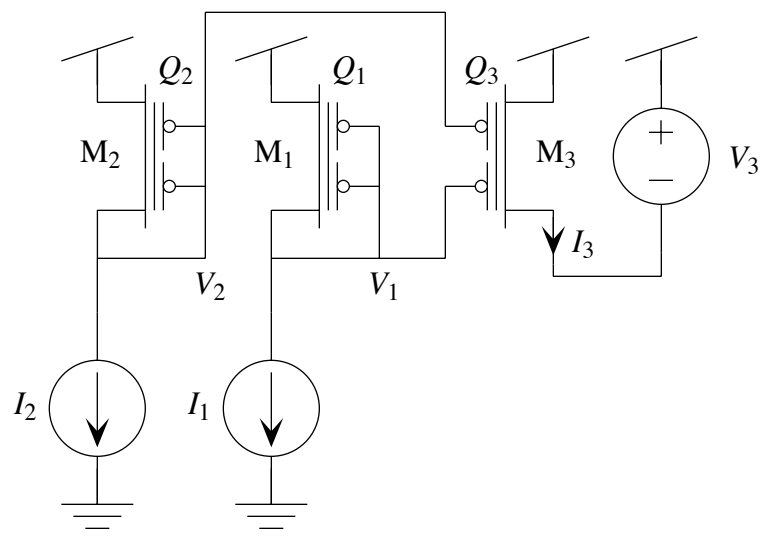 Q₂ Q₁ Q₃
M₂ M₁ M₃ + − V₃
I₃
V₂ V₁
I₂ I₁